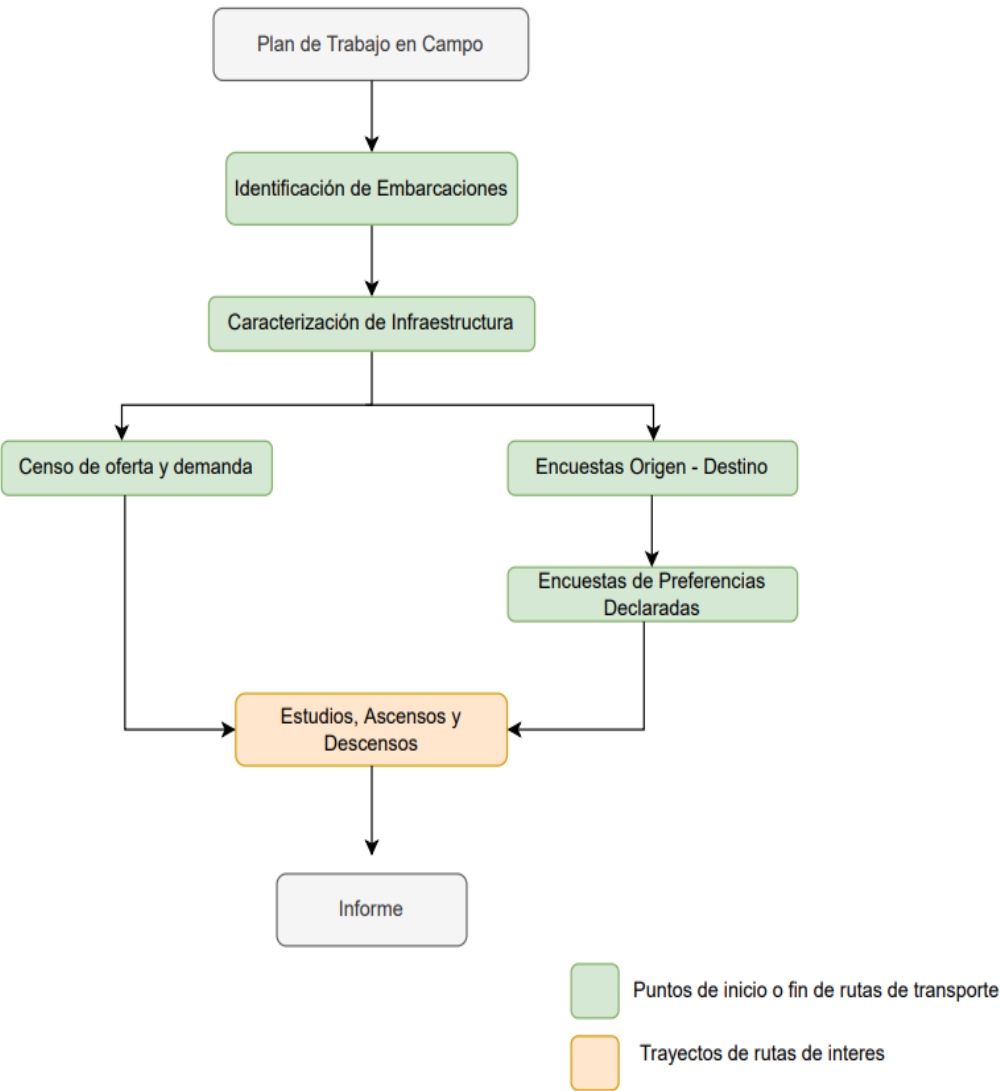 Plan de Trabajo en Campo
Identificación de Embarcaciones
Caracterización de Infraestructura
Censo de oferta y demanda
Encuestas Origen - Destino
Encuestas de Preferencias
Declaradas
Estudios, Ascensos y
Descensos
Informe
Puntos de inicio o fin de rutas de transporte
Trayectos de rutas de interes